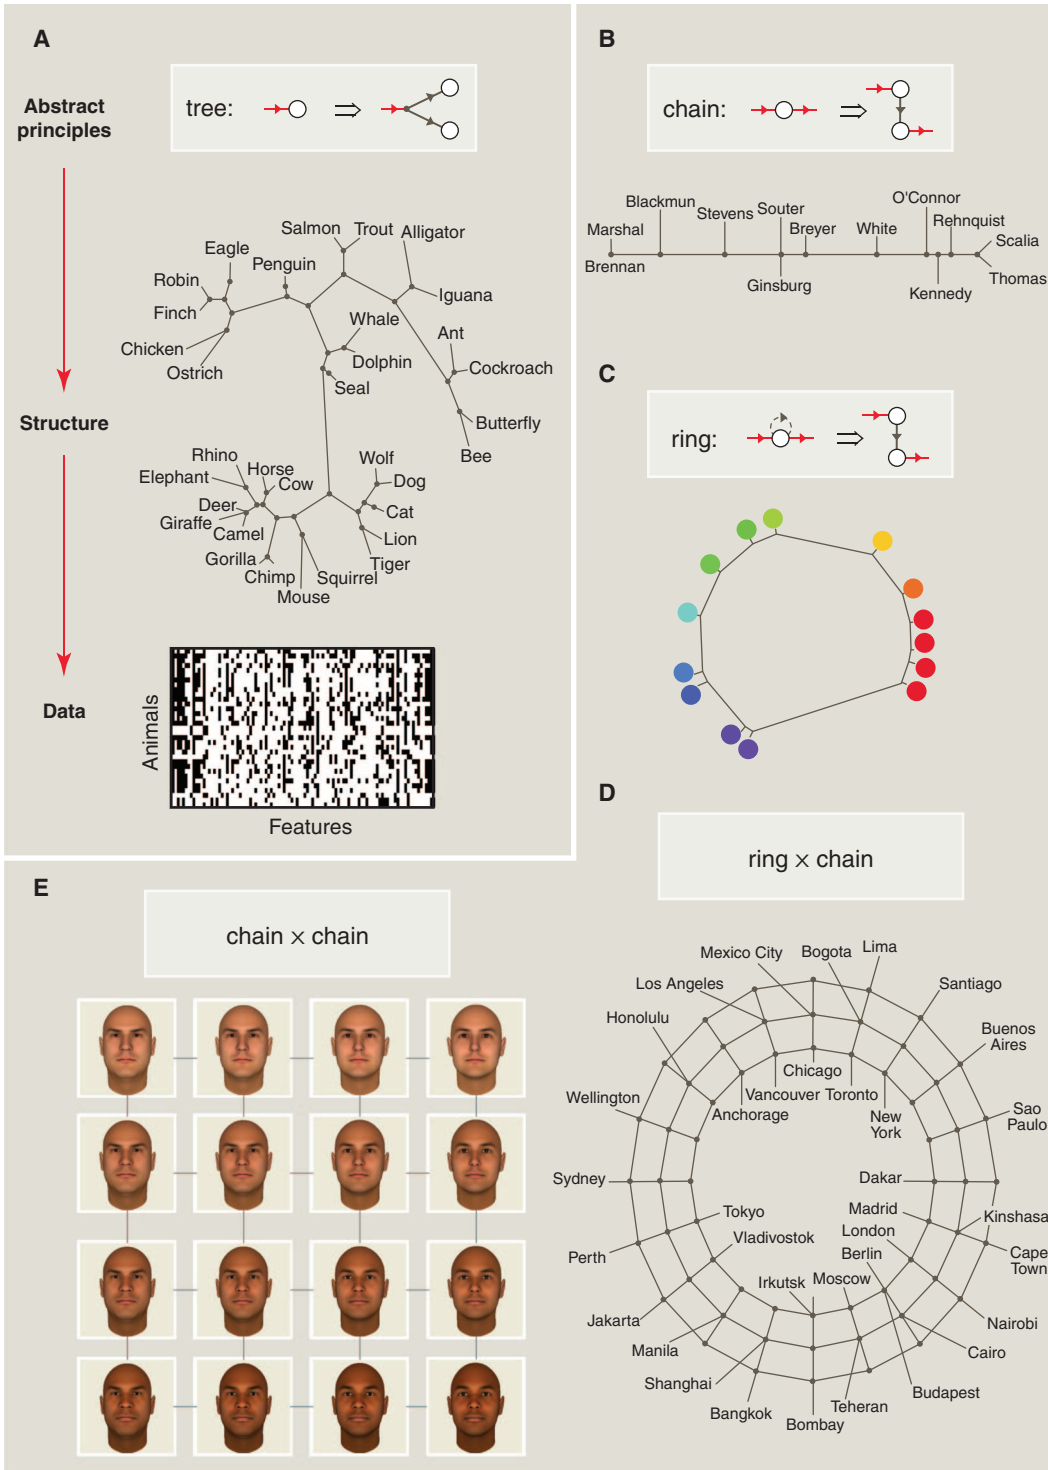 A
Abstract
principles
tree:
Salmon
Trout
Alligator
Eagle
Penguin
Robin
Iguana
Finch
Whale
Ant
Chicken
Dolphin
Cockroach
Ostrich
Seal
Structure
Butterfly
Bee
Rhino
Horse
Wolf
Elephant
Cow
Dog
Deer
Cat
Giraffe
Camel
Lion
Gorilla
Tiger
Chimp
Squirrel
Mouse
Data
Animals
Features
B
chain:
O'Connor
Blackmun
Stevens
Souter
Rehnquist
Marshal
Breyer
White
Scalia
Brennan
Ginsburg
Kennedy
Thomas
C
ring:
D
ring × chain
Mexico City
Bogota
Lima
Los Angeles
Santiago
Honolulu
Buenos
Aires
Chicago
Wellington
Vancouver
Toronto
Anchorage
New
York
Sao
Paulo
Sydney
Dakar
Tokyo
Madrid
Kinshasa
Vladivostok
London
Perth
Berlin
Cape
Town
Irkutsk
Moscow
Jakarta
Nairobi
Manila
Cairo
Shanghai
Budapest
Bangkok
Teheran
Bombay
E
chain × chain